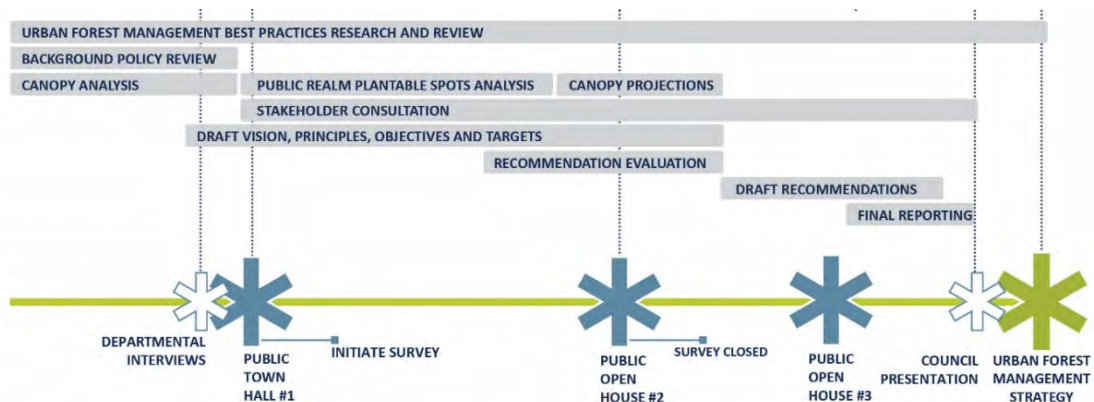 URBAN FOREST MANAGEMENT BEST PRACTICES RESEARCH AND REVIEW
BACKGROUND POLICY REVIEW
CANOPY ANALYSIS
PUBLIC REALM PLANTABLE SPOTS ANALYSIS
CANOPY PROJECTIONS
STAKEHOLDER CONSULTATION
DRAFT VISION, PRINCIPLES, OBJECTIVES AND TARGETS
RECOMMENDATION EVALUATION
DRAFT RECOMMENDATIONS
FINAL REPORTING
DEPARTMENTAL
INTERVIEWS
PUBLIC
TOWN
HALL #1
INITIATE SURVEY
PUBLIC
OPEN
HOUSE #2
SURVEY CLOSED
PUBLIC
OPEN
HOUSE #3
COUNCIL
PRESENTATION
URBAN FOREST
MANAGEMENT
STRATEGY